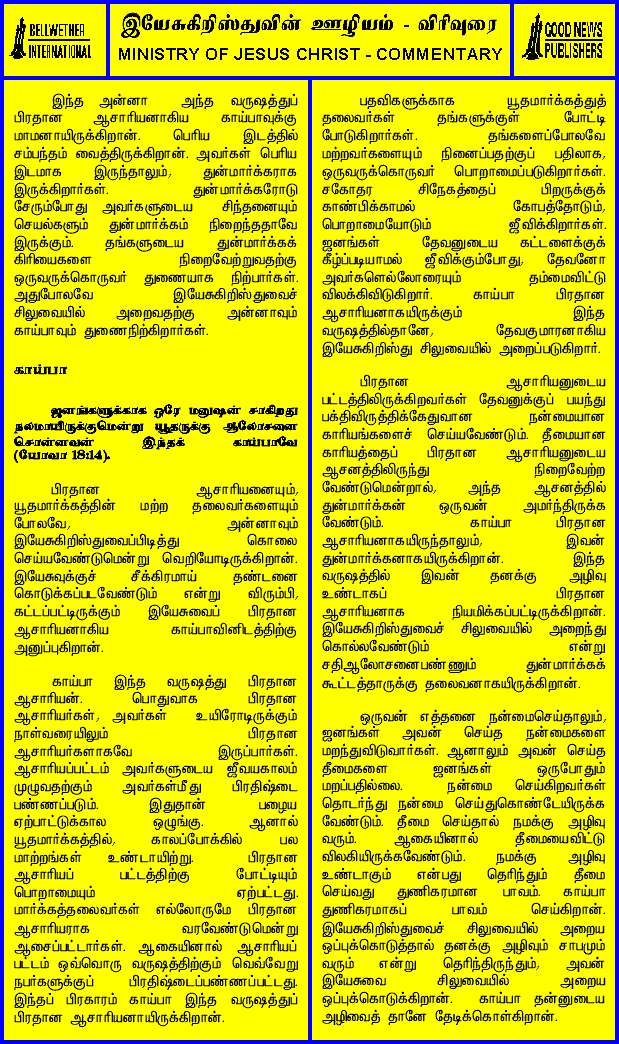 BELLWETHER
INTERNATIONAL
இயேசுகிறிஸ்துவின் ஊழியம் - விரிவுரை
MINISTRY OF JESUS CHRIST - COMMENTARY
GOOD NEWS
PUBLISHERS
இந்த அன்னா அந்த வருஷத்துப்
பிரதான ஆசாரியனாகிய காய்பாவுக்கு
மாமனாயிருக்கிறான். பெரிய இடத்தில்
சம்பந்தம் வைத்திருக்கிறான். அவர்கள் பெரிய
இடமாக இருந்தாலும், துன்மார்க்கராக
இருக்கிறார்கள். துன்மார்க்கரோடு
சேரும்போது அவர்களுடைய சிந்தனையும்
செயல்களும் துன்மார்க்கம் நிறைந்ததாவே
இருக்கும். தங்களுடைய துன்மார்க்கக்
கிரியைகளை நிறைவேற்றுவதற்கு
ஒருவருக்கொருவர் துணையாக நிற்பார்கள்.
அதுபோலவே இயேசுகிறிஸ்துவைச்
சிலுவையில் அறைவதற்கு அன்னாவும்
காய்பாவும் துணைநிற்கிறார்கள்.
காய்பா
ஜனங்களுக்காக ஒரே மனுஷன் சாகிறது
நலமாயிருக்குமென்று யூதருக்கு ஆலோசனை
சொன்னவன் இந்தக் காய்பாவே
(யோவா 18:14).
பிரதான ஆசாரியனையும்,
யூதமார்க்கத்தின் மற்ற தலைவர்களையும்
போலவே, அன்னாவும்
இயேசுகிறிஸ்துவைப்பிடித்து கொலை
செய்யவேண்டுமென்று வெறியோடிருக்கிறான்.
இயேசுவுக்குச் சீக்கிரமாய் தண்டனை
கொடுக்கப்படவேண்டும் என்று விரும்பி,
கட்டப்பட்டிருக்கும் இயேசுவைப் பிரதான
ஆசாரியனாகிய காய்பாவினிடத்திற்கு
அனுப்புகிறான்.
காய்பா இந்த வருஷத்து பிரதான
ஆசாரியன். பொதுவாக பிரதான
ஆசாரியர்கள், அவர்கள் உயிரோடிருக்கும்
நாள்வரையிலும் பிரதான
ஆசாரியர்களாகவே இருப்பார்கள்.
ஆசாரியப்பட்டம் அவர்களுடைய ஜீவயகாலம்
முழுவதற்கும் அவர்கள்மீது பிரதிஷ்டை
பண்ணப்படும். இதுதான் பழைய
ஏற்பாட்டுக்கால ஒழுங்கு. ஆனால்
யூதமார்க்கத்தில், காலப்போக்கில் பல
மாற்றங்கள் உண்டாயிற்று. பிரதான
ஆசாரியப் பட்டத்திற்கு போட்டியும்
பொறாமையும் ஏற்பட்டது.
மார்க்கத்தலைவர்கள் எல்லோருமே பிரதான
ஆசாரியராக வரவேண்டுமென்று
ஆசைப்பட்டார்கள். ஆகையினால் ஆசாரியப்
பட்டம் ஒவ்வொரு வருஷத்திற்கும் வெவ்வேறு
நபர்களுக்குப் பிரதிஷ்டைப்பண்ணப்பட்டது.
இந்தப் பிரகாரம் காய்பா இந்த வருஷத்துப்
பிரதான ஆசாரியனாயிருக்கிறான்.
பதவிகளுக்காக யூதமார்க்கத்துத்
தலைவர்கள் தங்களுக்குள் போட்டி
போடுகிறார்கள். தங்களைப்போலவே
மற்றவர்களையும் நினைப்பதற்குப் பதிலாக,
ஒருவருக்கொருவர் பொறாமைப்படுகிறார்கள்.
சகோதர சிநேகத்தைப் பிறருக்குக்
காண்பிக்காமல் கோபத்தோடும்,
பொறாமையோடும் ஜீவிக்கிறார்கள்.
ஜனங்கள் தேவனுடைய கட்டளைக்குக்
கீழ்ப்படியாமல் ஜீவிக்கும்போது, தேவனோ
அவர்களெல்லோரையும் தம்மைவிட்டு
விலக்கிவிடுகிறார். காய்பா பிரதான
ஆசாரியனாகயிருக்கும் இந்த
வருஷத்தில்தானே, தேவகுமாரனாகிய
இயேசுகிறிஸ்து சிலுவையில் அறைப்படுகிறார்.
பிரதான ஆசாரியனுடைய
பட்டத்திலிருக்கிறவர்கள் தேவனுக்குப் பயந்து
பக்திவிருத்திக்கேதுவான நன்மையான
காரியங்களைச் செய்யவேண்டும். தீமையான
காரியத்தைப் பிரதான ஆசாரியனுடைய
ஆசனத்திலிருந்து நிறைவேற்ற
வேண்டுமென்றால், அந்த ஆசனத்தில்
துன்மார்க்கன் ஒருவன் அமர்ந்திருக்க
வேண்டும். காய்பா பிரதான
ஆசாரியனாகயிருந்தாலும், இவன்
துன்மார்க்கனாகயிருக்கிறான். இந்த
வருஷத்தில் இவன் தனக்கு அழிவு
உண்டாகப் பிரதான
ஆசாரியனாக நியமிக்கப்பட்டிருக்கிறான்.
இயேசுகிறிஸ்துவைச் சிலுவையில் அறைந்து
கொல்லவேண்டும் என்று
சதிஆலோசனைபண்ணும் துன்மார்க்கக்
கூட்டத்தாருக்கு தலைவனாகயிருக்கிறான்.
ஒருவன் எத்தனை நன்மைசெய்தாலும்,
ஜனங்கள் அவன் செய்த நன்மைகளை
மறந்துவிடுவார்கள். ஆனாலும் அவன் செய்த
தீமைகளை ஜனங்கள் ஒருபோதும்
மறப்பதில்லை. நன்மை செய்கிறவர்கள்
தொடர்ந்து நன்மை செய்துகொண்டேயிருக்க
வேண்டும். தீமை செய்தால் நமக்கு அழிவு
வரும். ஆகையினால் தீமையைவிட்டு
விலகியிருக்கவேண்டும். நமக்கு அழிவு
உண்டாகும் என்பது தெரிந்தும் தீமை
செய்வது துணிகரமான பாவம். காய்பா
துணிகரமாகப் பாவம் செய்கிறான்.
இயேசுகிறிஸ்துவைச் சிலுவையில் அறைய
ஒப்புக்கொடுத்தால் தனக்கு அழிவும் சாபமும்
வரும் என்று தெரிந்திருந்தும், அவன்
இயேசுவை சிலுவையில் அறைய
ஒப்புக்கொடுக்கிறான். காய்பா தன்னுடைய
அழிவைத் தானே தேடிக்கொள்கிறான்.